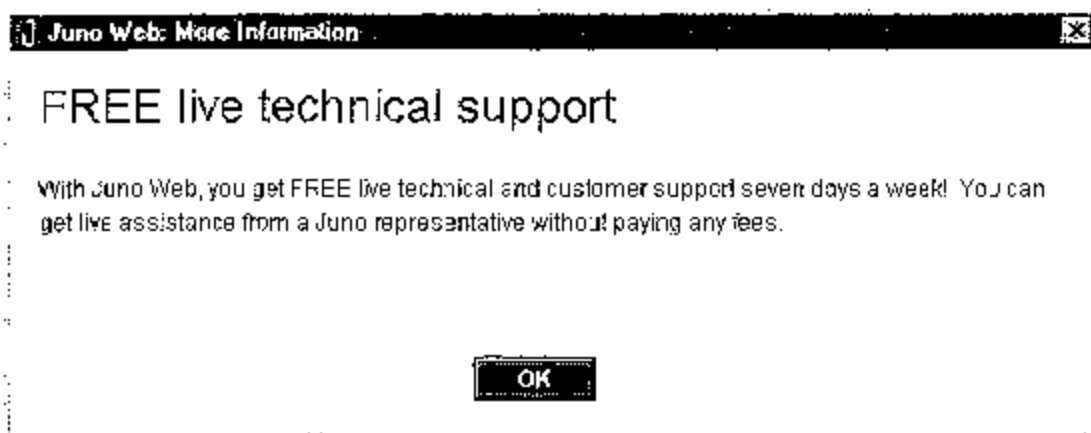 Juno Web: More Information
FREE live technical support
With Juno Web, you get FREE live technical and customer support seven days a week! You can
get live assistance from a Juno representative without paying any fees.
OK